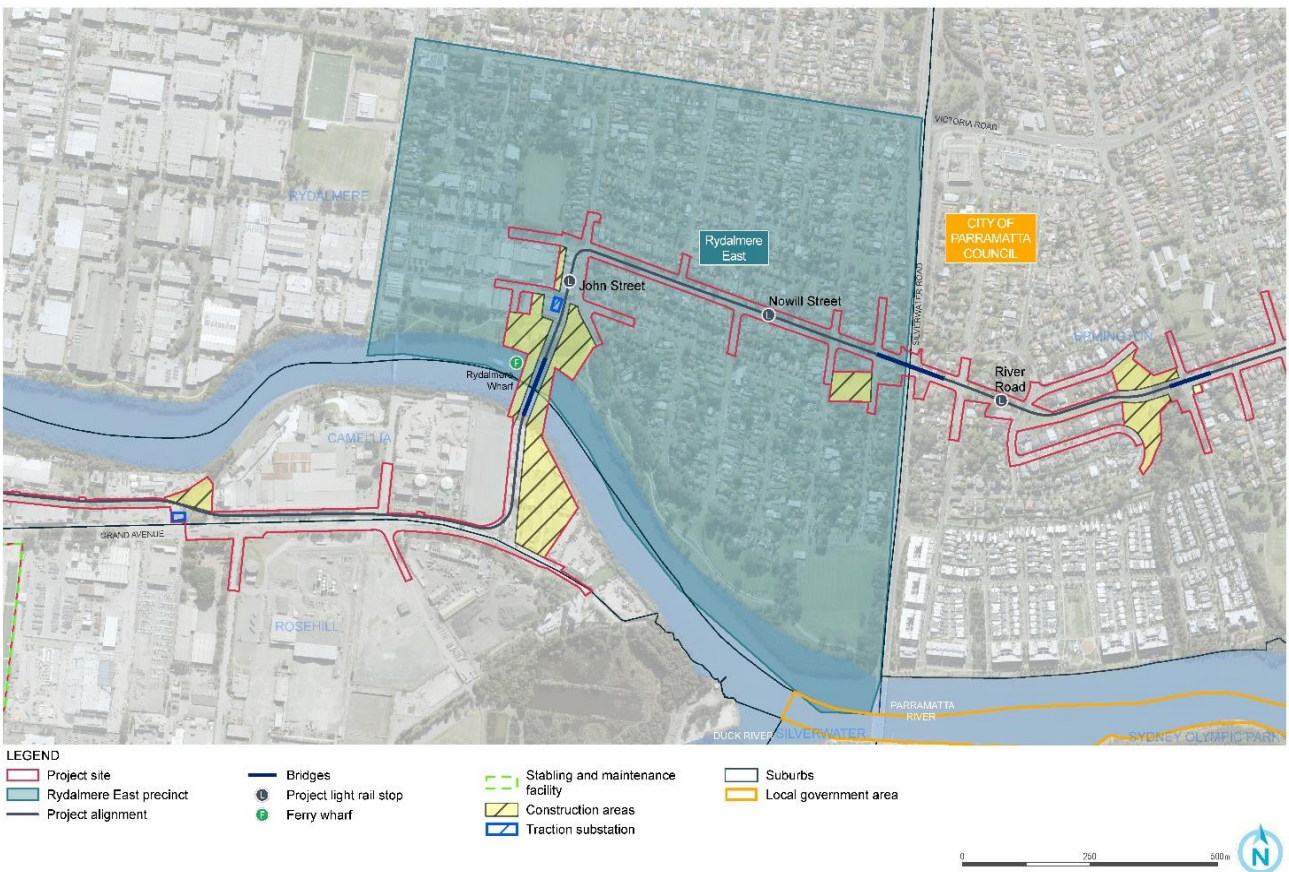 VICTORIA ROAD
RYDALMERE
CITY OF
PARRAMATTA
COUNCIL
Rydalmere
East
SILVERWATER ROAD
L
John Street
Nowill Street
L
ERMINGTON
F
Rydalmere
Wharf
River
Road
L
CAMELLIA
GRAND AVENUE
ROSEHILL
PARRAMATTA
RIVER
DUCK RIVER
SILVERWATER
SYDNEY OLYMPIC PARK
LEGEND
Project site
Rydalmere East precinct
Project alignment
Bridges
L Project light rail stop
F Ferry wharf
Stabling and maintenance
facility
Construction areas
Traction substation
Suburbs
Local government area
0 250 500m
N